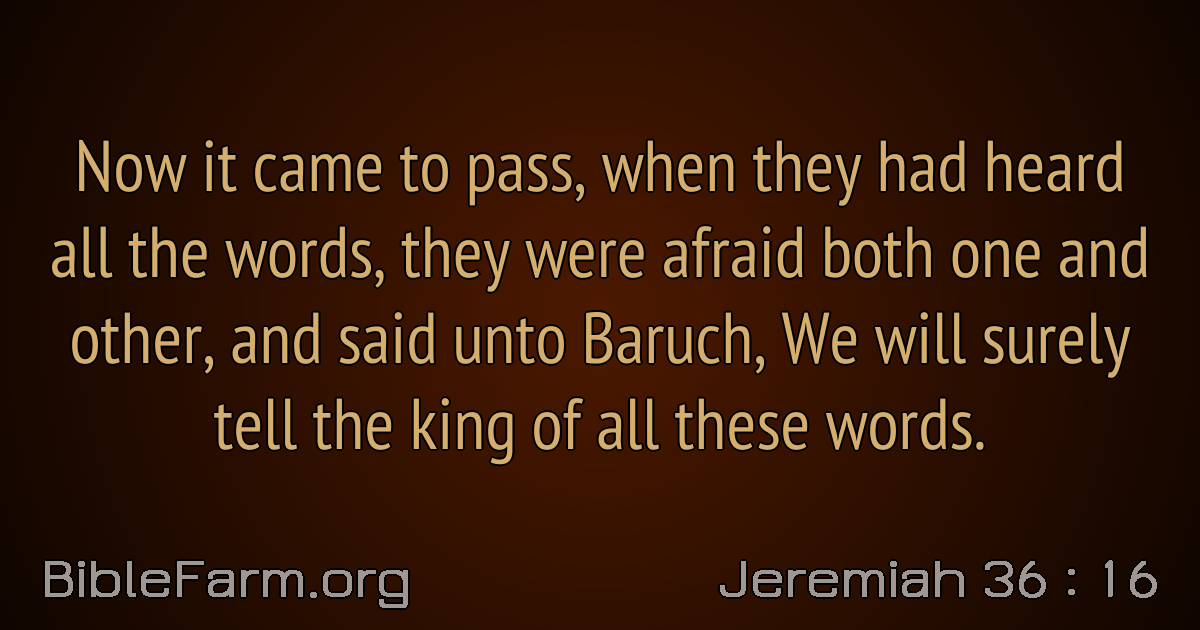 Now it came to pass, when they had heard
all the words, they were afraid both one and
other, and said unto Baruch, We will surely
tell the king of all these words.
BibleFarm.org
Jeremiah 36 : 16